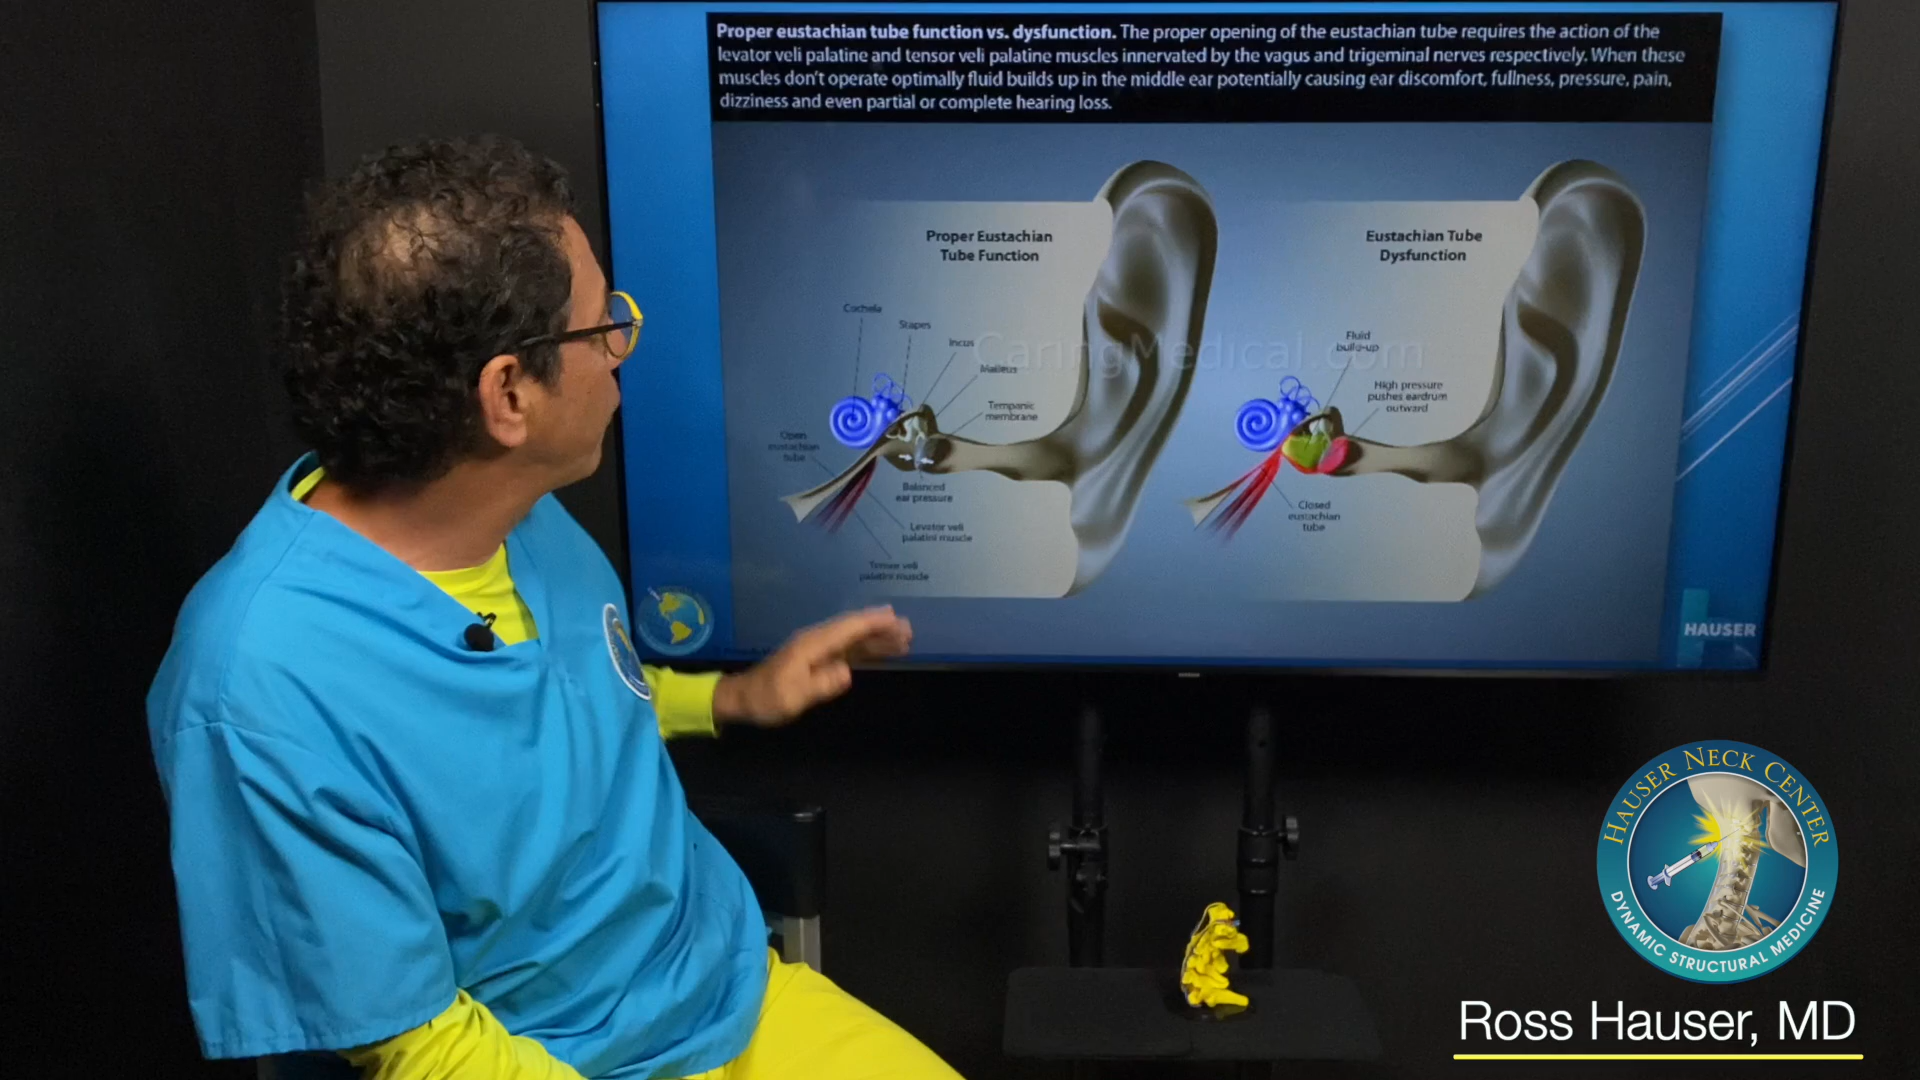 Proper eustachian tube function vs. dysfunction. The proper opening of the eustachian tube requires the action of the
levator veli palatine and tensor veli palatine muscles innervated by the vagus and trigeminal nerves respectively. When these
muscles don't operate optimally fluid builds up in the middle ear potentially causing ear discomfort, fullness, pressure, pain,
dizziness and even partial or complete hearing loss.
Proper Eustachian
Tube Function
Cochela
Stapes
Incus
Malleus
Tempanic
membrane
Open
eustachian
tube
Balanced
ear pressure
Levator veli
palatini muscle
Tensor veli
palatini muscle
Eustachian Tube
Dysfunction
Fluid
build-up
High pressure
pushes eardrum
outward
Closed
eustachian
tube
CaringMedical.com
HAUSER
HAUSER NECK CENTER
DYNAMIC STRUCTURAL MEDICINE
Ross Hauser, MD